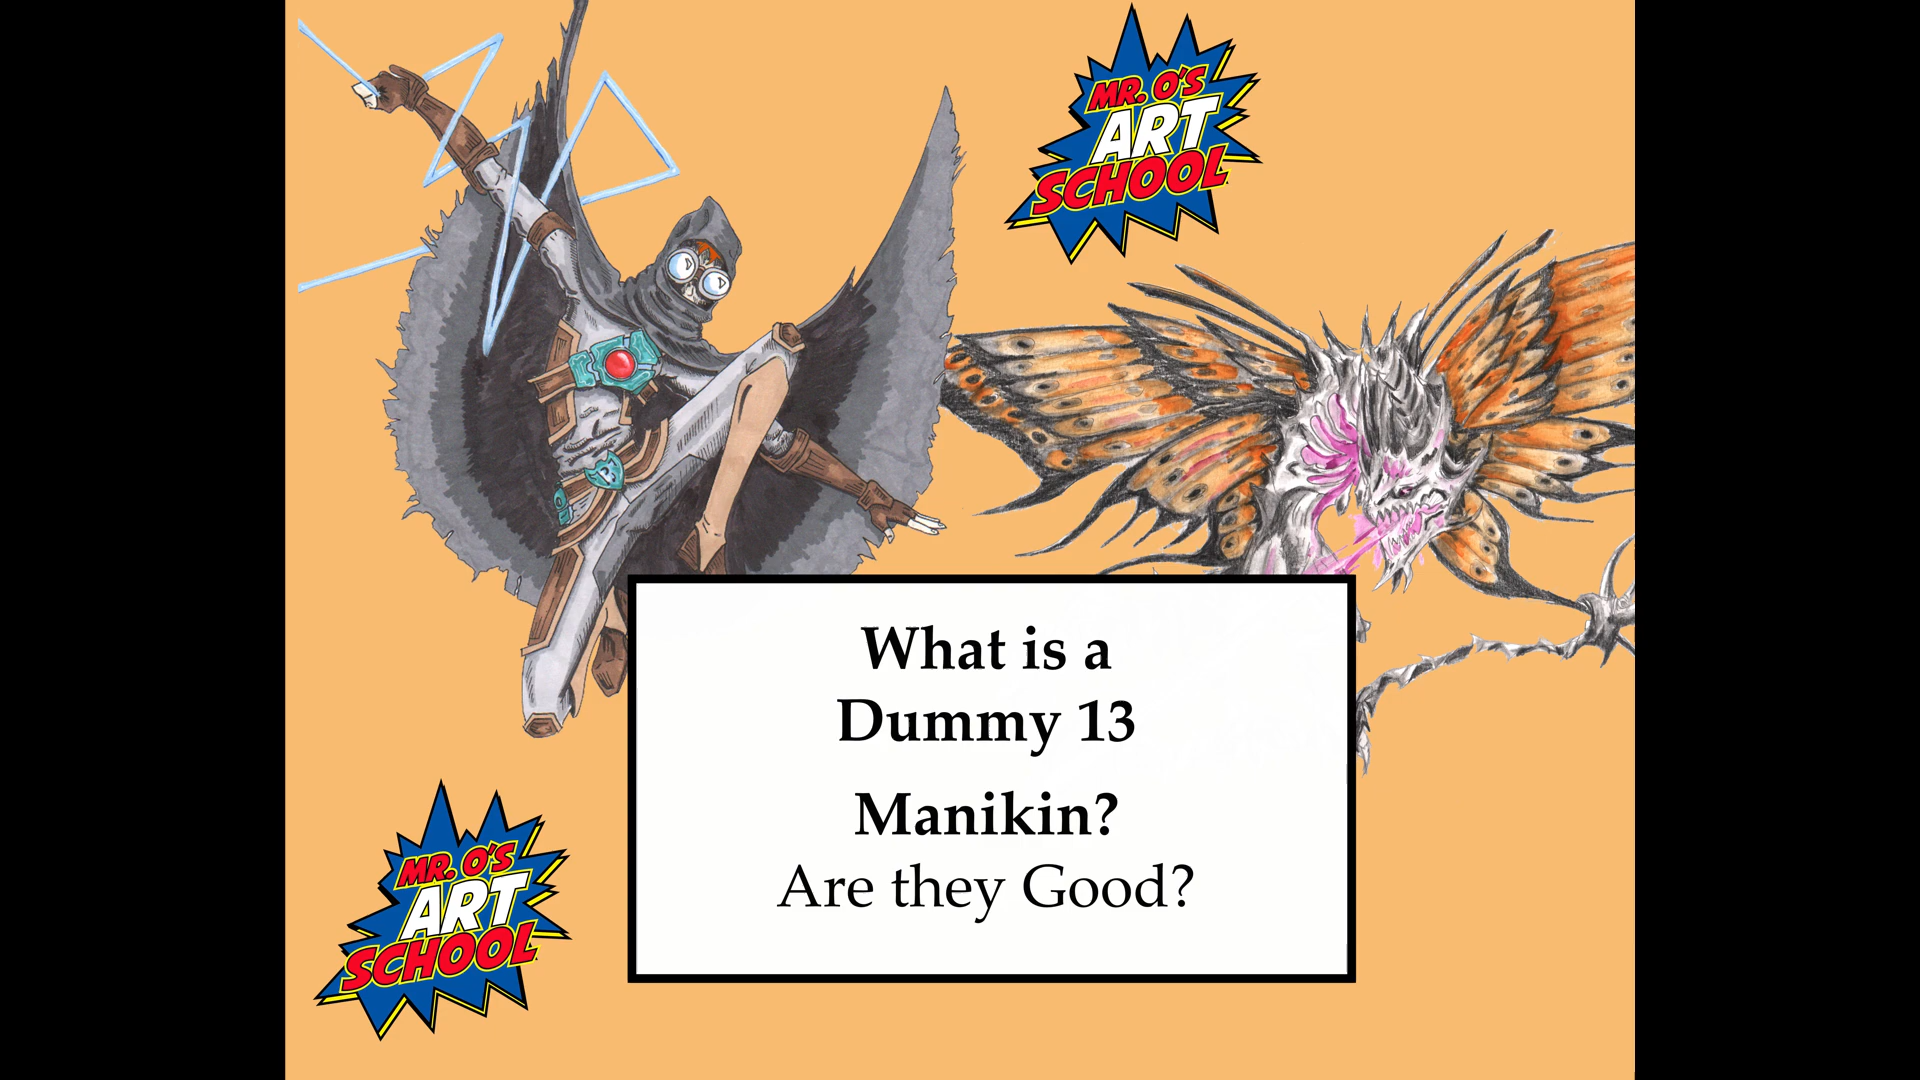 MR. O'S
ART
SCHOOL
What is a
Dummy 13
Manikin?
Are they Good?
MR. O'S
ART
SCHOOL